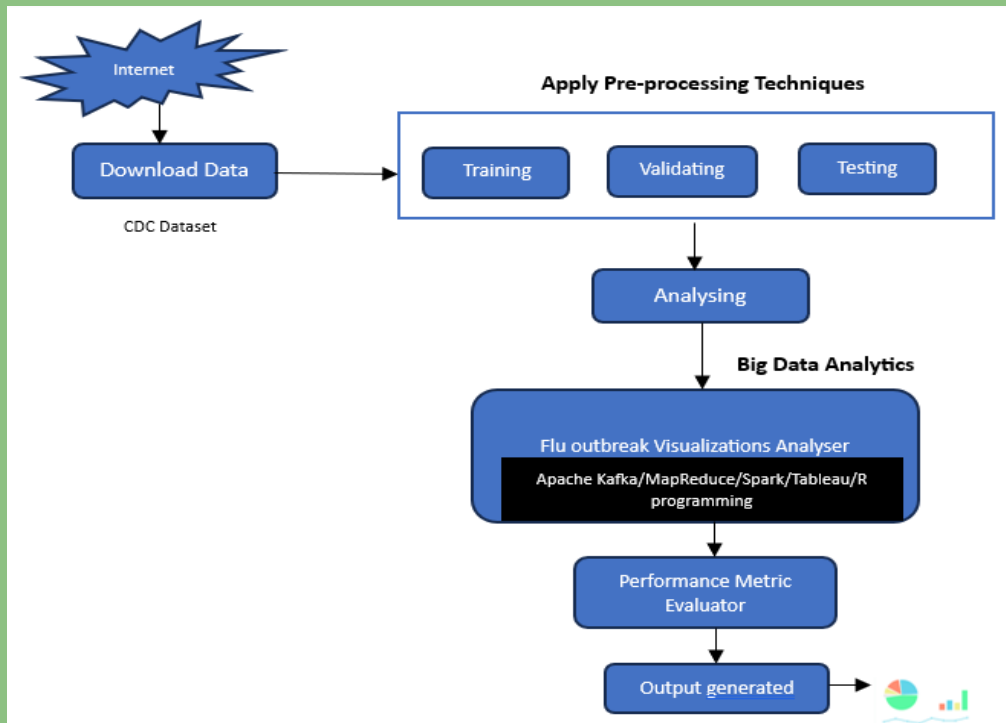 Internet
Apply Pre-processing Techniques
Download Data
Training
Validating
Testing
CDC Dataset
Analysing
Big Data Analytics
Flu outbreak Visualizations Analyser
Apache Kafka/MapReduce/Spark/Tableau/R
programming
Performance Metric
Evaluator
Output generated